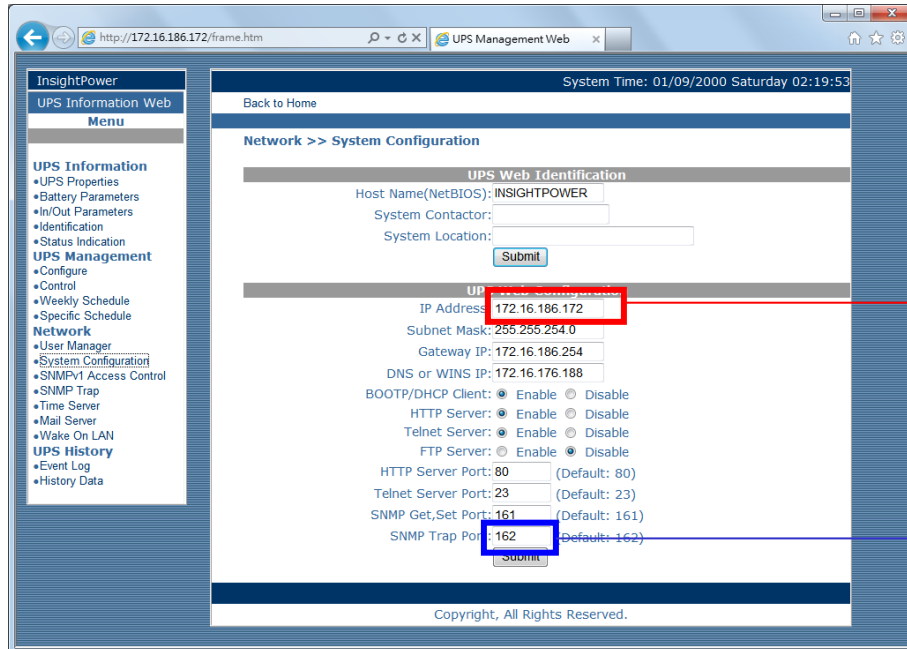 http://172.16.186.172/frame.htm
UPS Management Web
InsightPower
System Time: 01/09/2000 Saturday 02:19:53
UPS Information Web
Back to Home
Menu
Network >> System Configuration
UPS Information
•UPS Properties
•Battery Parameters
•In/Out Parameters
•Identification
•Status Indication
UPS Management
•Configure
•Control
•Weekly Schedule
•Specific Schedule
Network
•User Manager
•System Configuration
•SNMPv1 Access Control
•SNMP Trap
•Time Server
•Mail Server
•Wake On LAN
UPS History
•Event Log
•History Data
UPS Web Identification
Host Name(NetBIOS): INSIGHTPOWER
System Contactor:
System Location:
Submit
UPS Web Configuration
IP Address 172.16.186.172
Subnet Mask: 255.255.254.0
Gateway IP: 172.16.186.254
DNS or WINS IP: 172.16.176.188
BOOTP/DHCP Client: Enable Disable
HTTP Server: Enable Disable
Telnet Server: Enable Disable
FTP Server: Enable Disable
HTTP Server Port: 80 (Default: 80)
Telnet Server Port: 23 (Default: 23)
SNMP Get,Set Port: 161 (Default: 161)
SNMP Trap Port: 162 (Default: 162)
Submit
Copyright, All Rights Reserved.